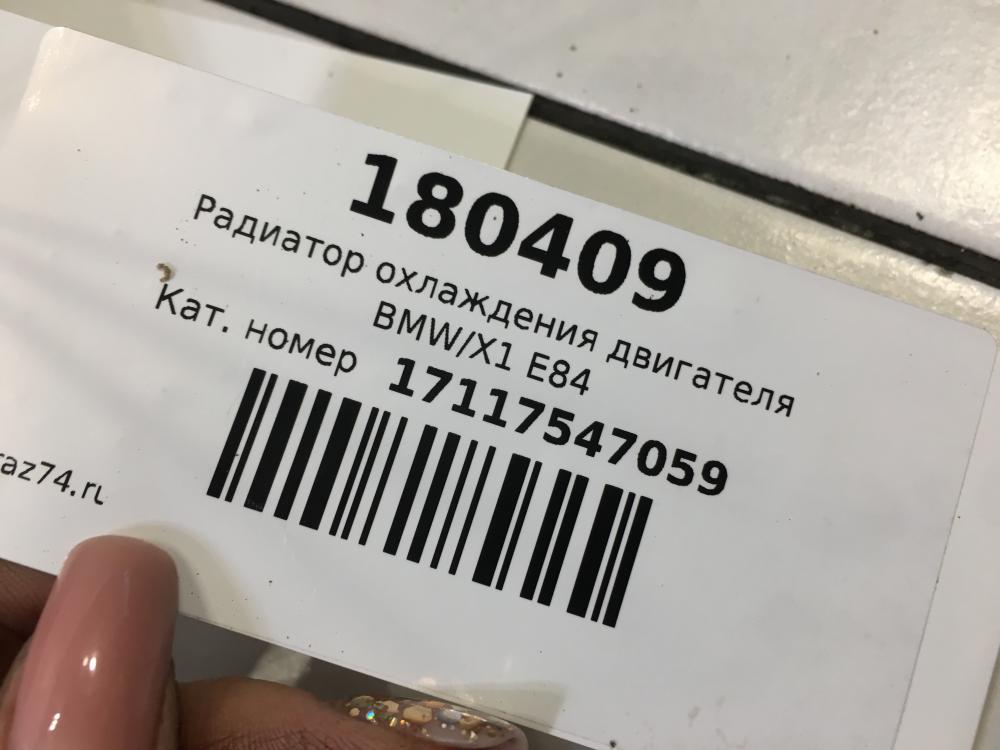 180409
Радиатор охлаждения двигателя
BMW/X1 E84
Кат. номер 17117547059